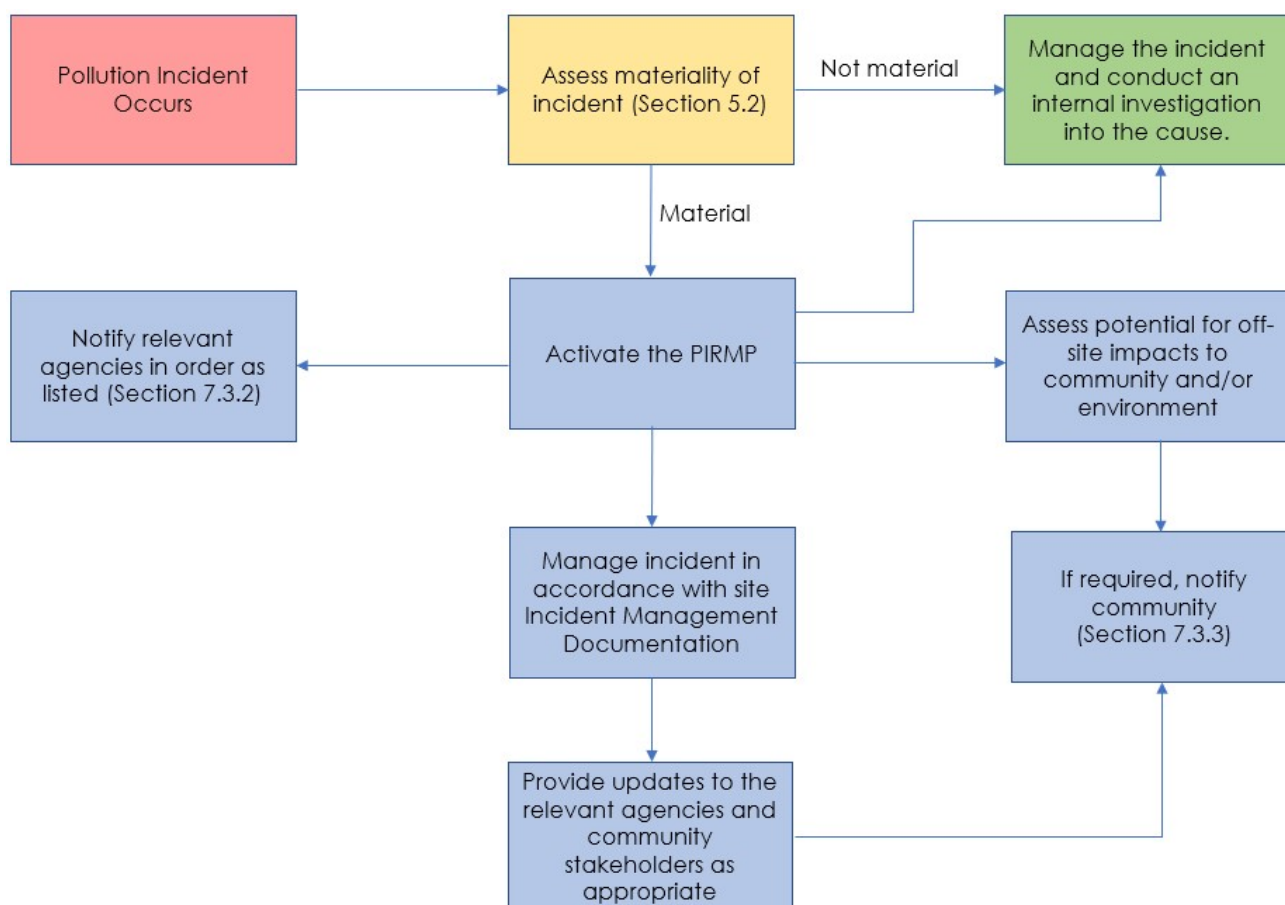 Pollution Incident
Occurs
Assess materiality of
incident (Section 5.2)
Not material
Manage the incident
and conduct an
internal investigation
into the cause.
Material
Notify relevant
agencies in order as
listed (Section 7.3.2)
Activate the PIRMP
Assess potential for off-
site impacts to
community and/or
environment
Manage incident in
accordance with site
Incident Management
Documentation
If required, notify
community
(Section 7.3.3)
Provide updates to the
relevant agencies and
community
stakeholders as
appropriate